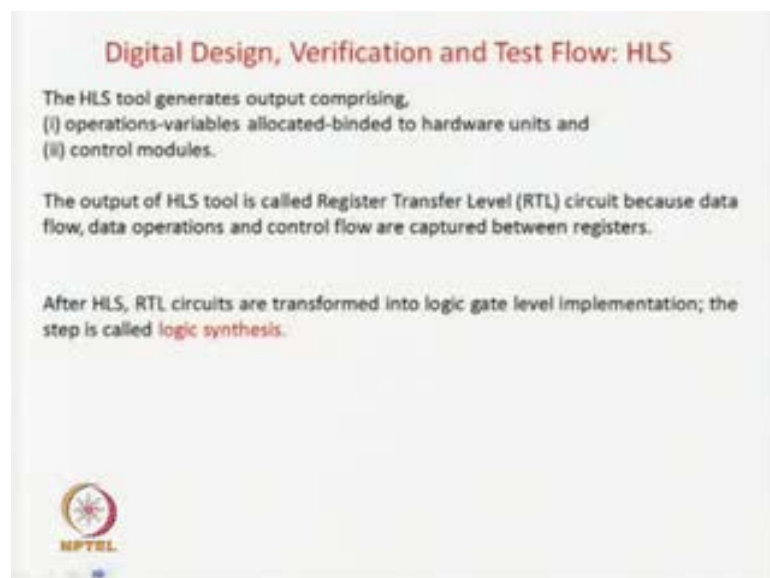 Digital Design, Verification and Test Flow: HLS
The HLS tool generates output comprising,
(i) operations-variables allocated-binded to hardware units and
(ii) control modules.
The output of HLS tool is called Register Transfer Level (RTL) circuit because data
flow, data operations and control flow are captured between registers.
After HLS, RTL circuits are transformed into logic gate level implementation; the
step is called logic synthesis.
NPTEL